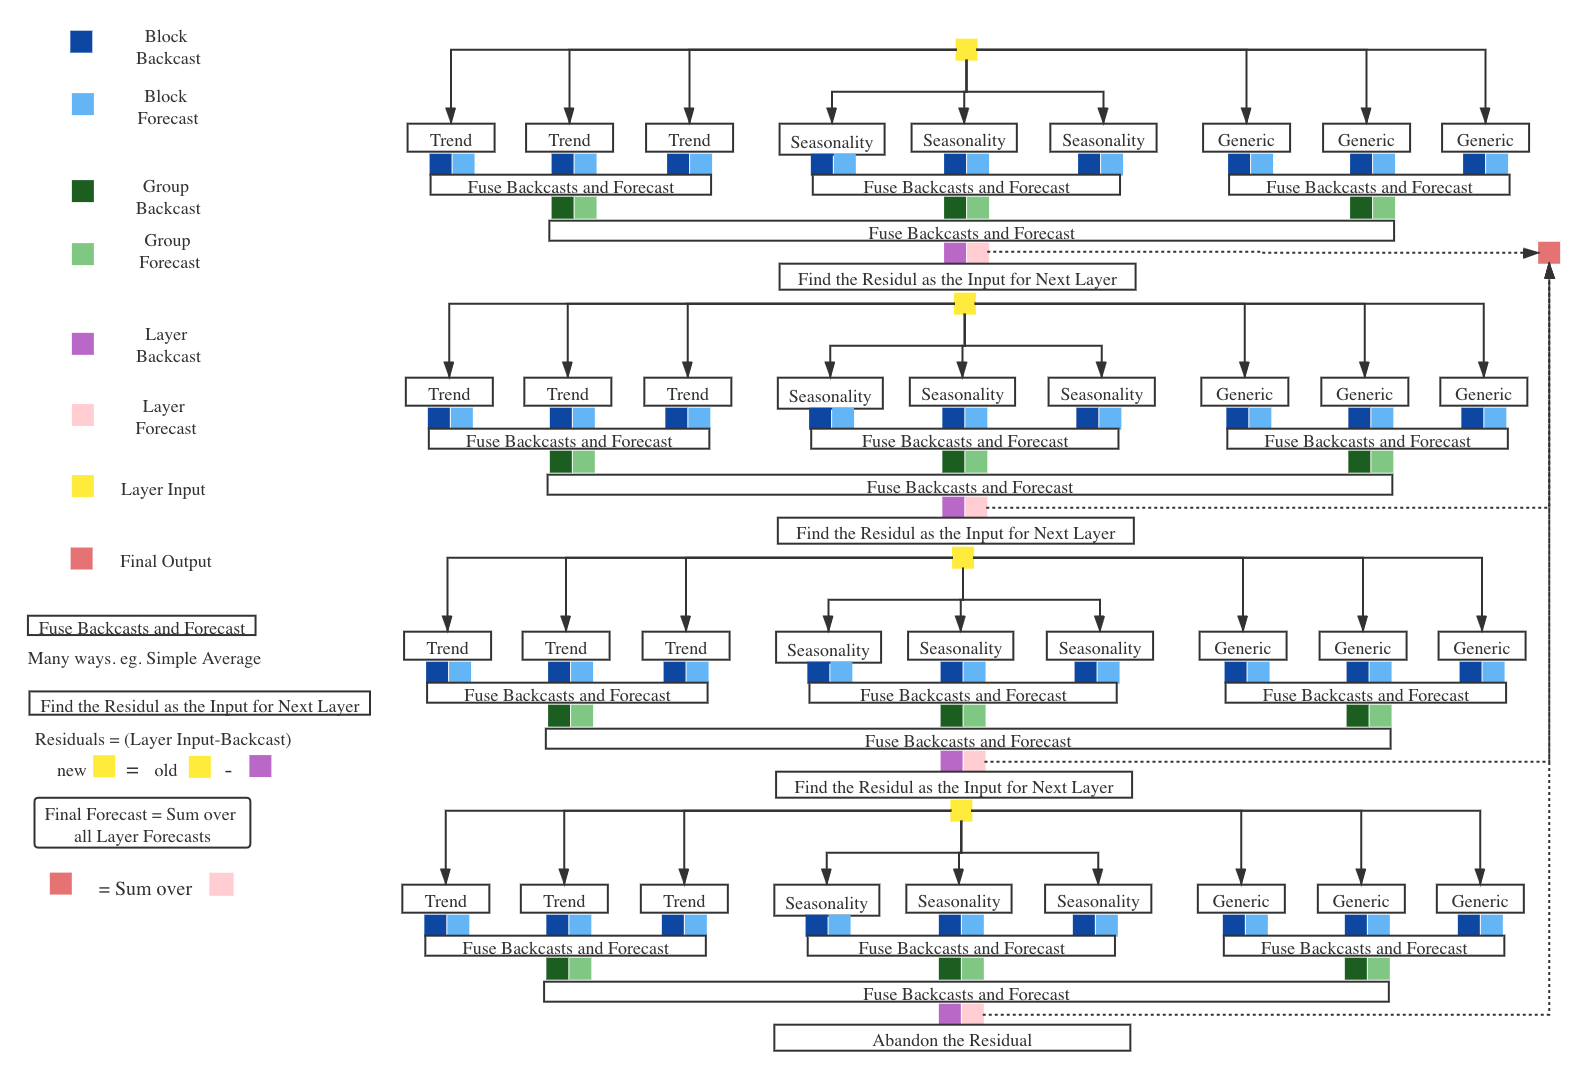 Block
Backcast
Block
Forecast
Group
Backcast
Group
Forecast
Layer
Backcast
Layer
Forecast
Layer Input
Final Output
Fuse Backcasts and Forecast
Many ways. eg. Simple Average
Find the Residul as the Input for Next Layer
Residuals = (Layer Input-Backcast)
new = old -
Final Forecast = Sum over
all Layer Forecasts
= Sum over
Trend Trend Trend Seasonality Seasonality Seasonality Generic Generic Generic
Fuse Backcasts and Forecast Fuse Backcasts and Forecast Fuse Backcasts and Forecast
Fuse Backcasts and Forecast
Find the Residul as the Input for Next Layer
Trend Trend Trend Seasonality Seasonality Seasonality Generic Generic Generic
Fuse Backcasts and Forecast Fuse Backcasts and Forecast Fuse Backcasts and Forecast
Fuse Backcasts and Forecast
Find the Residul as the Input for Next Layer
Trend Trend Trend Seasonality Seasonality Seasonality Generic Generic Generic
Fuse Backcasts and Forecast Fuse Backcasts and Forecast Fuse Backcasts and Forecast
Fuse Backcasts and Forecast
Find the Residul as the Input for Next Layer
Trend Trend Trend Seasonality Seasonality Seasonality Generic Generic Generic
Fuse Backcasts and Forecast Fuse Backcasts and Forecast Fuse Backcasts and Forecast
Fuse Backcasts and Forecast
Abandon the Residual